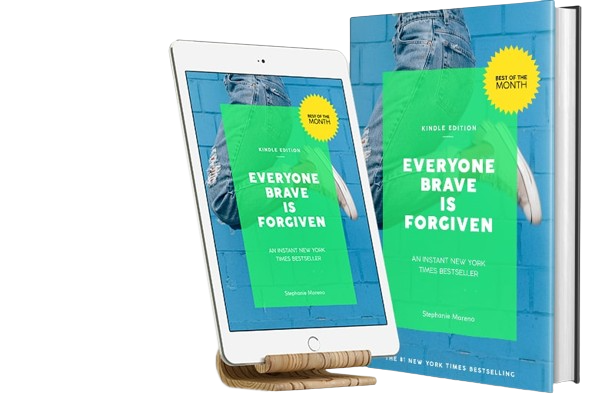 BEST OF THE
MONTH
KINDLE EDITION
EVERYONE
BRAVE
IS
FORGIVEN
AN INSTANT NEW YORK
TIMES BESTSELLER
Stephanie Moreno
BEST OF THE
MONTH
KINDLE EDITION
EVERYONE
BRAVE
IS
FORGIVEN
AN INSTANT NEW YORK
TIMES BESTSELLER
Stephanie Moreno
THE #1 NEW YORK TIMES BESTSELLING